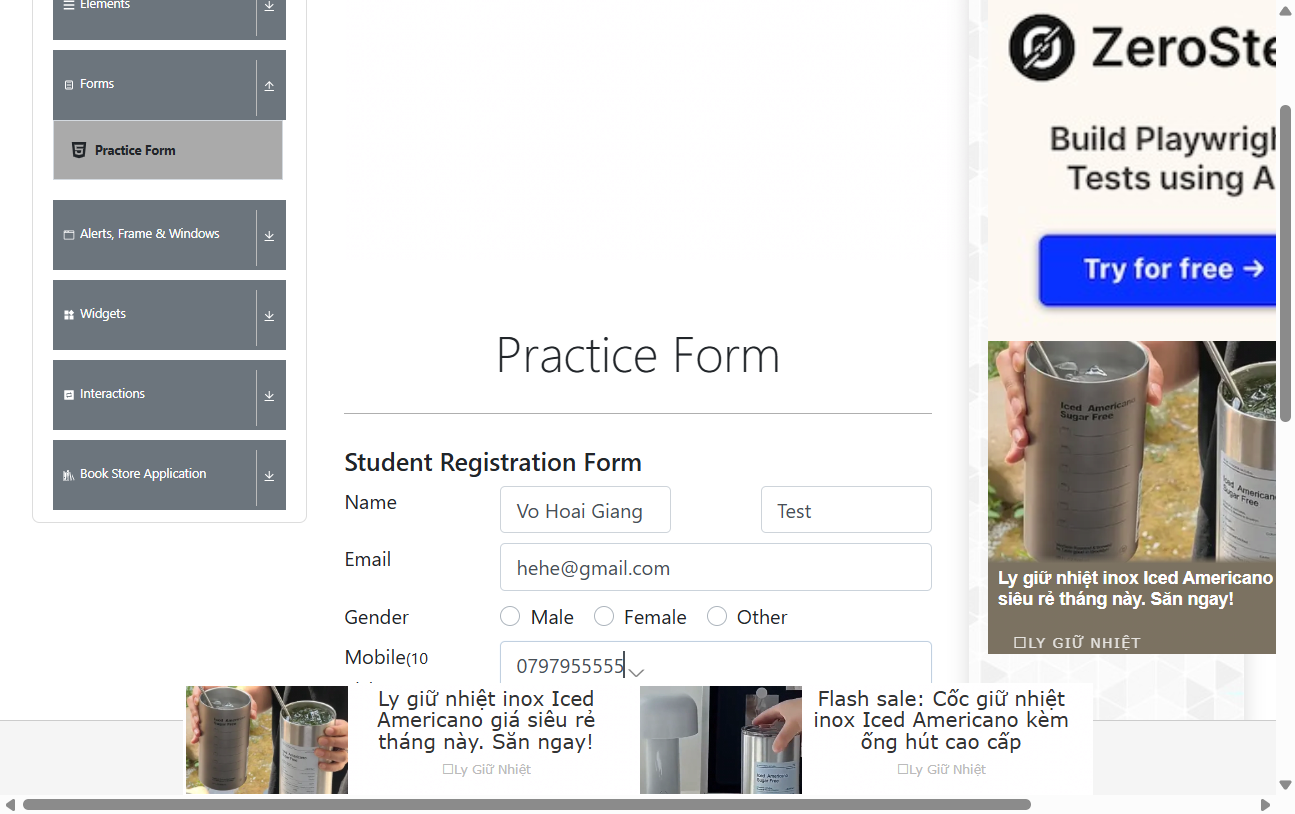 Elements
Forms
Practice Form
Alerts, Frame & Windows
Widgets
Interactions
Book Store Application
Practice Form
Student Registration Form
Name
Vo Hoai Giang
Test
Email
hehe@gmail.com
Gender
Male
Female
Other
Mobile(10
0797955555
ZeroSte
Build Playwrigh
Tests using A
Try for free →
Iced Americano
Sugar Free
Ly giữ nhiệt inox Iced Americano
siêu rẻ tháng này. Săn ngay!
LY GIỮ NHIỆT
Ly giữ nhiệt inox Iced
Americano giá siêu rẻ
tháng này. Săn ngay!
Ly Giữ Nhiệt
Flash sale: Cốc giữ nhiệt
inox Iced Americano kèm
ống hút cao cấp
Ly Giữ Nhiệt